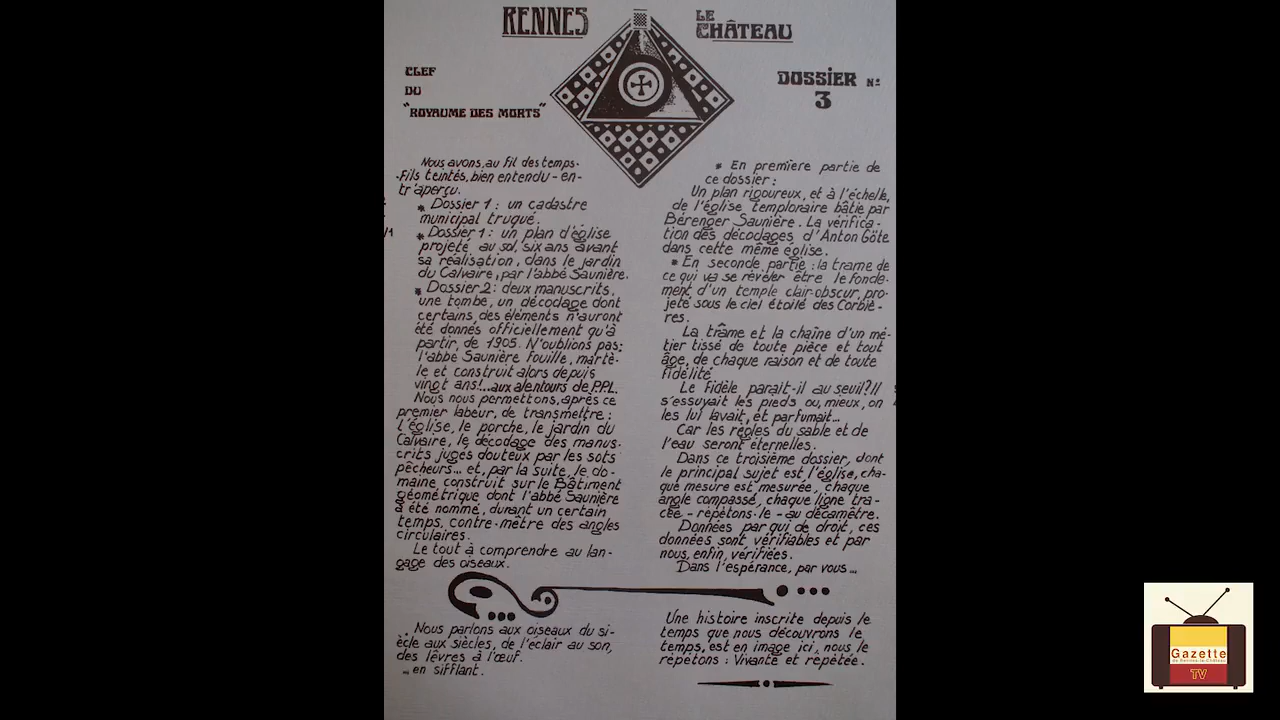 RENNES LE CHÂTEAU
CLEF
DU
"ROYAUME DES MORTS"
DOSSIER No
3
Nous avons, au fil des temps-
-Fils teintés, bien entendu - en-
tr'aperçu.
* Dossier 1 : un cadastre
municipal truqué.
* Dossier 1 : un plan d'église
projeté au sol, six ans avant
sa réalisation, dans le jardin
du Calvaire, par l'abbé Saunière.
* Dossier 2 : deux manuscrits,
une tombe, un décodage dont
certains des éléments n'auront
été donnés officiellement qu'à
partir, de 1905. N'oublions pas:
l'abbé Saunière fouille, martè-
le et construit alors depuis
vingt ans!...aux alentours de P.P.L.
Nous nous permettons, après ce
premier labeur, de transmettre :
L'église, le porche, le jardin du
Calvaire, le décodage des manus-
crits jugés douteux par les sots
pêcheurs... et, par la suite, le do-
maine construit sur le Bâtiment
géométrique dont l'abbé Saunière
a été nommé, durant un certain
temps, contre-mètre des angles
circulaires.
Le tout à comprendre au lan-
gage des oiseaux.
Nous parlons aux oiseaux du si-
ècle aux siècles, de l'eclair au son,
des lèvres à l'œuf.
... en sifflant.
* En première partie de
ce dossier :
Un plan rigoureux, et à l'échelle,
de l'église temploraire bâtie par
Bérenger Saunière. La vérifica-
tion des décodages d'Anton Göte
dans cette même église.
* En seconde partie : la trame de
ce qui va se révéler être le fonde-
ment d'un temple clair-obscur, pro-
jeté sous le ciel étoilé des Corbiè-
res.
La trâme et la chaîne d'un mé-
tier tissé de toute pièce et tout
âge, de chaque raison et de toute
fidélité
Le Fidèle paraît-il au seuil? Il
s'essuyait les pieds ou, mieux, on
les lui lavait, et parfumait...
Car les règles du sable et de
l'eau seront éternelles.
Dans ce troisième dossier, dont
le principal sujet est l'église, cha-
que mesure est mesurée, chaque
angle compassé, chaque ligne tra-
cée - répétons-le - au décamètre.
Données par qui de droit, ces
données sont vérifiables et par
nous, enfin, vérifiées.
Dans l'espérance, par vous...
Une histoire inscrite depuis le
temps que nous découvrons le
temps, est en image ici, nous le
répétons : Vivante et répétée.
Gazette
de Rennes-le-Château
TV